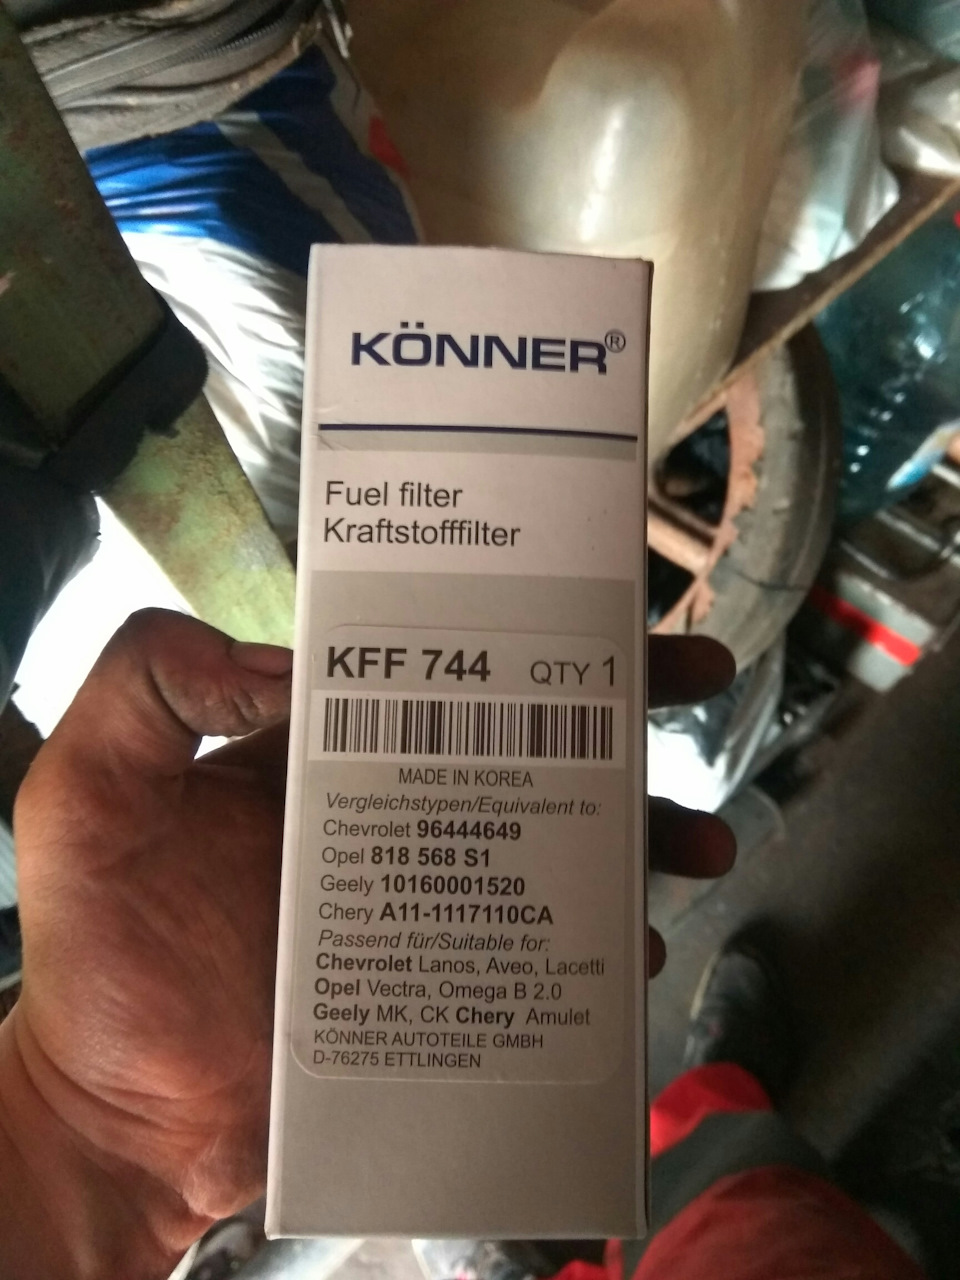 KÖNNER®
Fuel filter
Kraftstofffilter
KFF 744 QTY 1
MADE IN KOREA
Vergleichstypen/Equivalent to:
Chevrolet 96444649
Opel 818 568 S1
Geely 10160001520
Chery A11-1117110CA
Passend für/Suitable for:
Chevrolet Lanos, Aveo, Lacetti
Opel Vectra, Omega B 2.0
Geely MK, CK Chery Amulet
KÖNNER AUTOTEILE GMBH
D-76275 ETTLINGEN